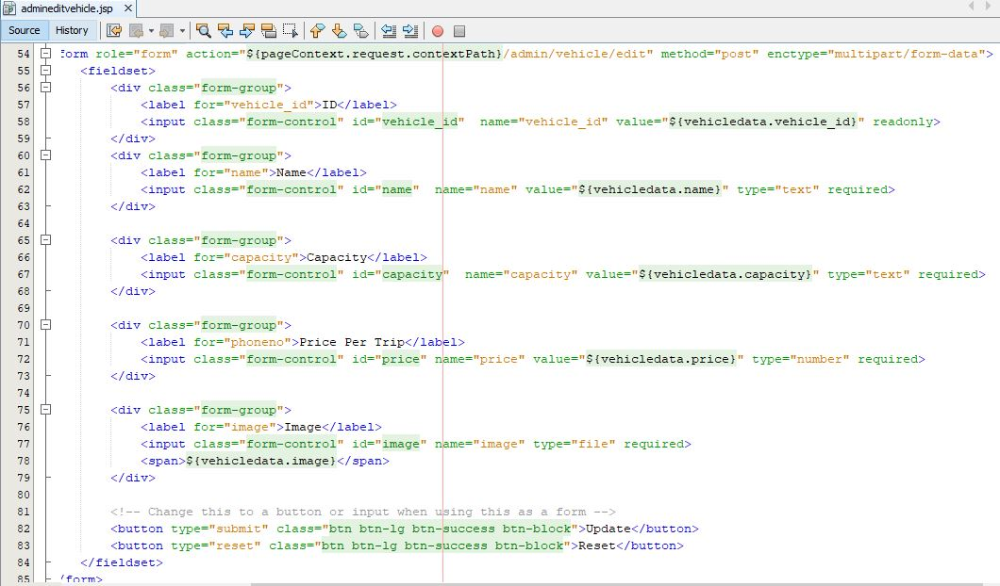 admineditvehicle.jsp
Source History
54 form role="form" action="${pageContext.request.contextPath}/admin/vehicle/edit" method="post" enctype="multipart/form-data">
55 <fieldset>
56 <div class="form-group">
57 <label for="vehicle_id">ID</label>
58 <input class="form-control" id="vehicle_id"  name="vehicle_id" value="${vehicledata.vehicle_id}" readonly>
59 </div>
60 <div class="form-group">
61 <label for="name">Name</label>
62 <input class="form-control" id="name"  name="name" value="${vehicledata.name}" type="text" required>
63 </div>
64
65 <div class="form-group">
66 <label for="capacity">Capacity</label>
67 <input class="form-control" id="capacity"  name="capacity" value="${vehicledata.capacity}" type="text" required>
68 </div>
69
70 <div class="form-group">
71 <label for="phoneno">Price Per Trip</label>
72 <input class="form-control" id="price" name="price" value="${vehicledata.price}" type="number" required>
73 </div>
74
75 <div class="form-group">
76 <label for="image">Image</label>
77 <input class="form-control" id="image" name="image" type="file" required>
78 <span>${vehicledata.image}</span>
79 </div>
80
81 <!-- Change this to a button or input when using this as a form -->
82 <button type="submit" class="btn btn-lg btn-success btn-block">Update</button>
83 <button type="reset" class="btn btn-lg btn-success btn-block">Reset</button>
84 </fieldset>
85 /form>